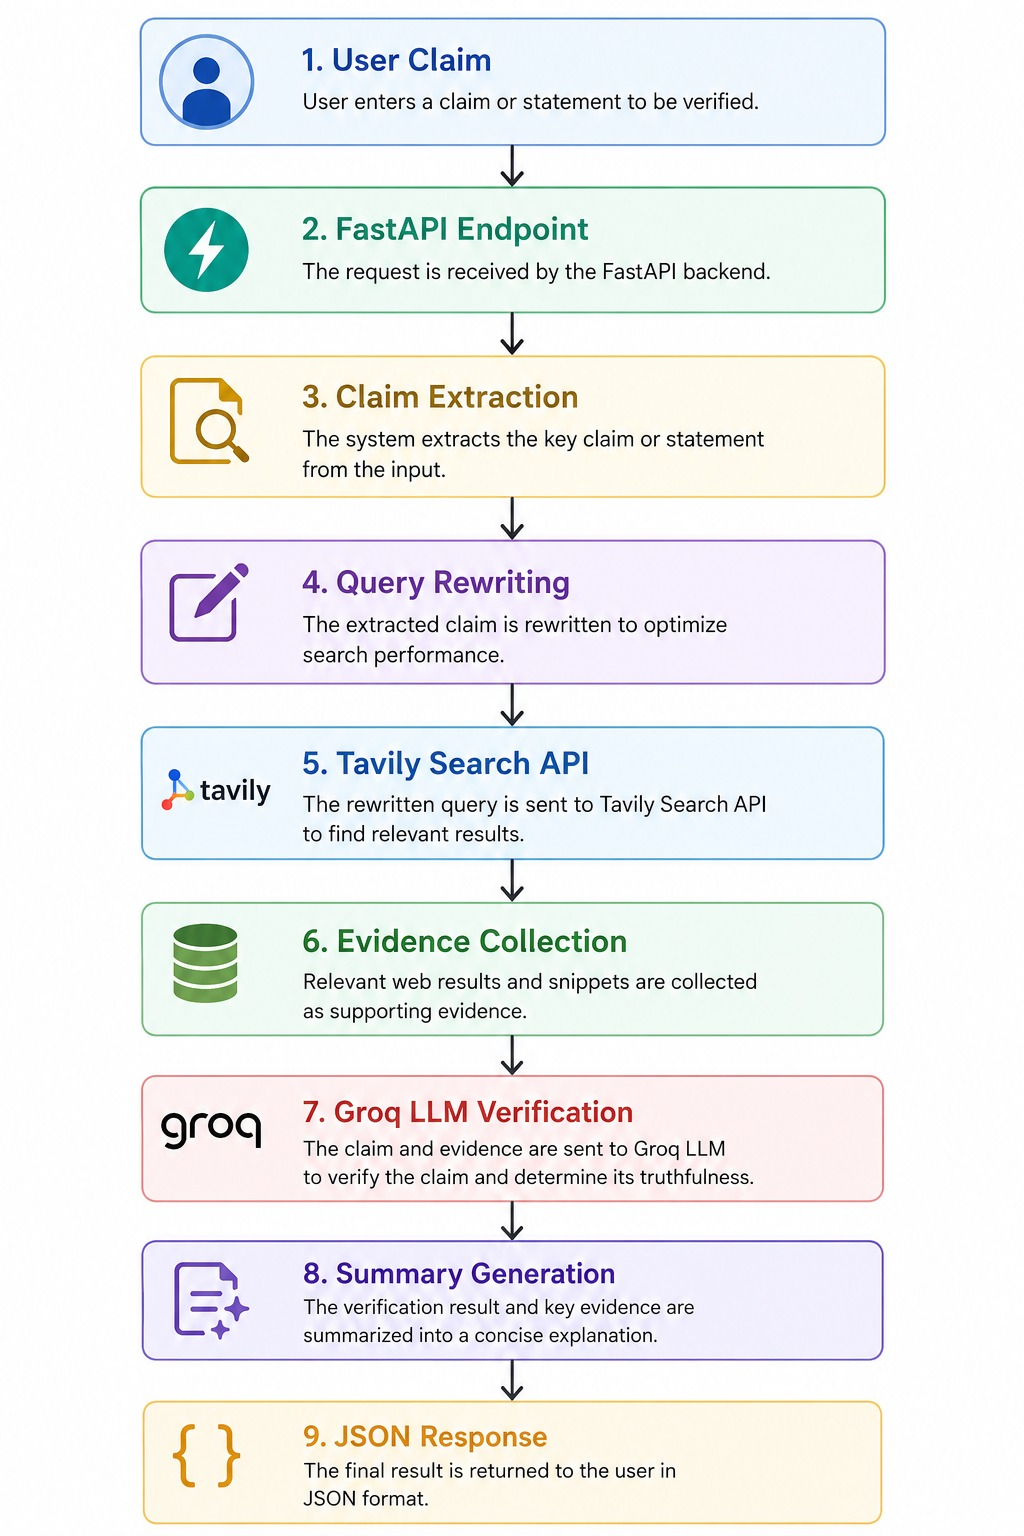 1. User Claim
User enters a claim or statement to be verified.
2. FastAPI Endpoint
The request is received by the FastAPI backend.
3. Claim Extraction
The system extracts the key claim or statement
from the input.
4. Query Rewriting
The extracted claim is rewritten to optimize
search performance.
tavily
5. Tavily Search API
The rewritten query is sent to Tavily Search API
to find relevant results.
6. Evidence Collection
Relevant web results and snippets are collected
as supporting evidence.
groq
7. Groq LLM Verification
The claim and evidence are sent to Groq LLM
to verify the claim and determine its truthfulness.
8. Summary Generation
The verification result and key evidence are
summarized into a concise explanation.
{ }
9. JSON Response
The final result is returned to the user in
JSON format.